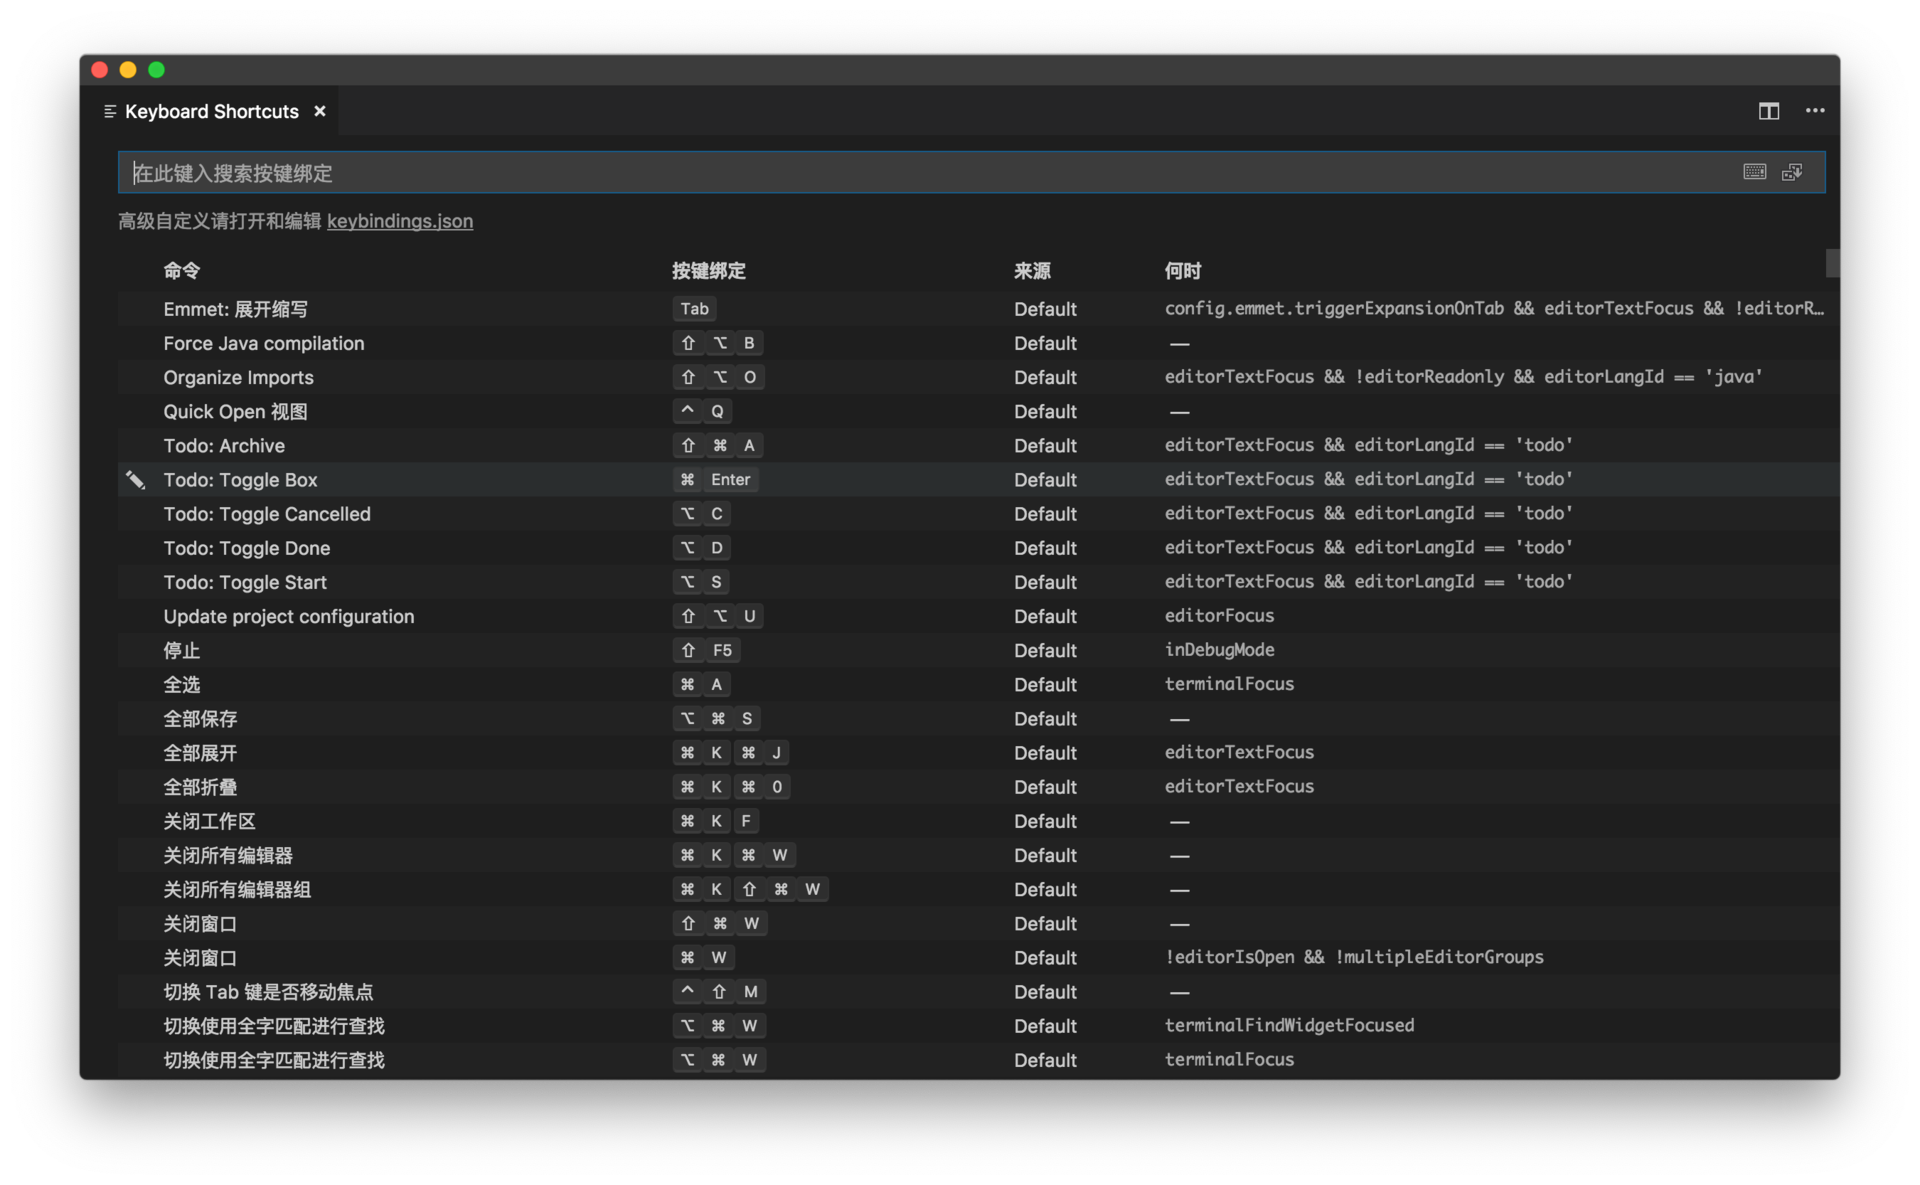 Keyboard Shortcuts
在此键入搜索按键绑定
高级自定义请打开和编辑 keybindings.json
命令 按键绑定 来源 何时
Emmet: 展开缩写 Tab Default config.emmet.triggerExpansionOnTab && editorTextFocus && !editorR…
Force Java compilation ⇧ ⌥ B Default —
Organize Imports ⇧ ⌥ O Default editorTextFocus && !editorReadonly && editorLangId == 'java'
Quick Open 视图 ^ Q Default —
Todo: Archive ⇧ ⌘ A Default editorTextFocus && editorLangId == 'todo'
Todo: Toggle Box ⌘ Enter Default editorTextFocus && editorLangId == 'todo'
Todo: Toggle Cancelled ⌥ C Default editorTextFocus && editorLangId == 'todo'
Todo: Toggle Done ⌥ D Default editorTextFocus && editorLangId == 'todo'
Todo: Toggle Start ⌥ S Default editorTextFocus && editorLangId == 'todo'
Update project configuration ⇧ ⌥ U Default editorFocus
停止 ⇧ F5 Default inDebugMode
全选 ⌘ A Default terminalFocus
全部保存 ⌥ ⌘ S Default —
全部展开 ⌘ K ⌘ J Default editorTextFocus
全部折叠 ⌘ K ⌘ 0 Default editorTextFocus
关闭工作区 ⌘ K F Default —
关闭所有编辑器 ⌘ K ⌘ W Default —
关闭所有编辑器组 ⌘ K ⇧ ⌘ W Default —
关闭窗口 ⇧ ⌘ W Default —
关闭窗口 ⌘ W Default !editorIsOpen && !multipleEditorGroups
切换 Tab 键是否移动焦点 ^ ⇧ M Default —
切换使用全字匹配进行查找 ⌥ ⌘ W Default terminalFindWidgetFocused
切换使用全字匹配进行查找 ⌥ ⌘ W Default terminalFocus